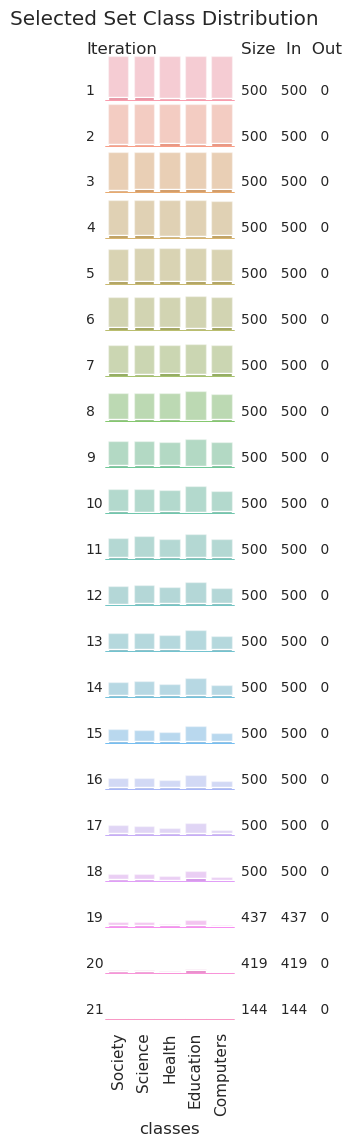 Selected Set Class Distribution
Iteration Size In Out
1 500 500 0
2 500 500 0
3 500 500 0
4 500 500 0
5 500 500 0
6 500 500 0
7 500 500 0
8 500 500 0
9 500 500 0
10 500 500 0
11 500 500 0
12 500 500 0
13 500 500 0
14 500 500 0
15 500 500 0
16 500 500 0
17 500 500 0
18 500 500 0
19 437 437 0
20 419 419 0
21 144 144 0
Society
Science
Health
Education
Computers
classes